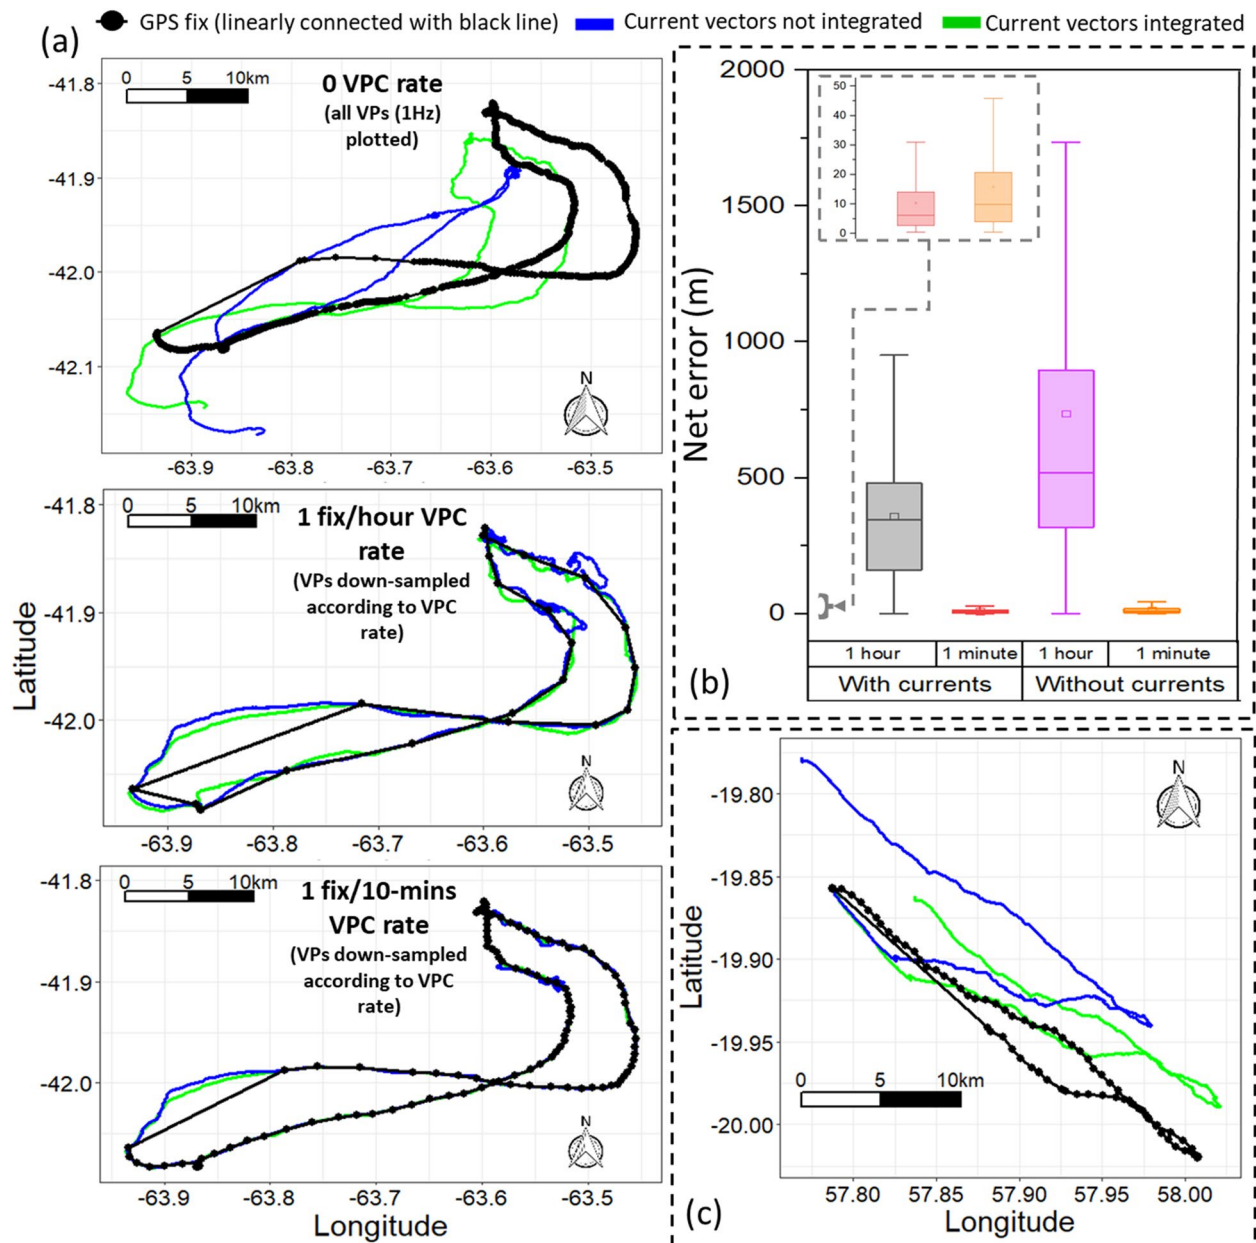 GPS fix (linearly connected with black line) Current vectors not integrated Current vectors integrated
(a)
0 5 10km
0 VPC rate
(all VPs (1Hz)
plotted)
-41.8
-41.9
-42.0
-42.1
N
-63.9 -63.8 -63.7 -63.6 -63.5
0 5 10km
1 fix/hour VPC
rate
(VPs down-sampled
according to VPC
rate)
-41.8
-41.9
-42.0
N
-63.9 -63.8 -63.7 -63.6 -63.5
0 5 10km
1 fix/10-mins
VPC rate
(VPs down-sampled
according to VPC
rate)
-41.8
-41.9
-42.0
N
-63.9 -63.8 -63.7 -63.6 -63.5
Latitude
Longitude
2000
1500
1000
500
0
Net error (m)
50
40
30
20
10
0
1 hour 1 minute 1 hour 1 minute
With currents Without currents
(b)
N
-19.80
-19.85
-19.90
-19.95
-20.00
Latitude
0 5 10km
57.80 57.85 57.90 57.95 58.00
Longitude
(c)